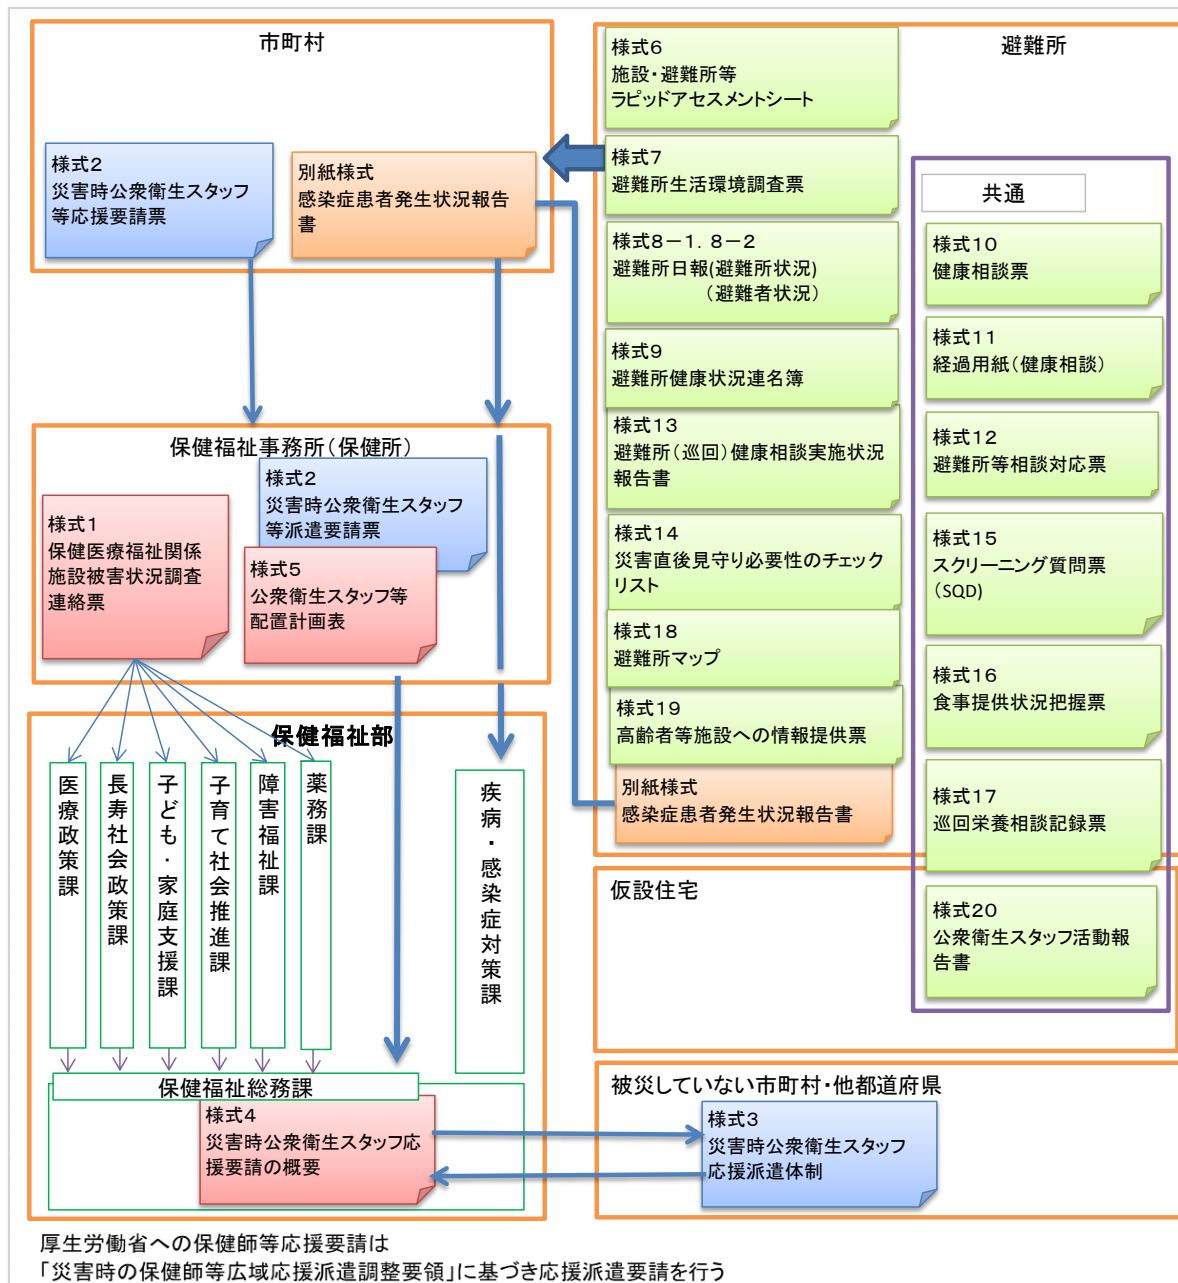 市町村
様式2
災害時公衆衛生スタッフ
等応援要請票
別紙様式
感染症患者発生状況報告
書
保健福祉事務所(保健所)
様式1
保健医療福祉関係
施設被害状況調査
連絡票
様式2
災害時公衆衛生スタッフ
等派遣要請票
様式5
公衆衛生スタッフ等
配置計画表
保健福祉部
医療政策課
長寿社会政策課
子ども・家庭支援課
子育て社会推進課
障害福祉課
薬務課
疾病・感染症対策課
保健福祉総務課
様式4
災害時公衆衛生スタッフ応
援要請の概要
避難所
様式6
施設・避難所等
ラピッドアセスメントシート
様式7
避難所生活環境調査票
様式8-1.8-2
避難所日報(避難所状況)
(避難者状況)
様式9
避難所健康状況連名簿
様式13
避難所(巡回)健康相談実施状況
報告書
様式14
災害直後見守り必要性のチェック
リスト
様式18
避難所マップ
様式19
高齢者等施設への情報提供票
別紙様式
感染症患者発生状況報告書
共通
様式10
健康相談票
様式11
経過用紙(健康相談)
様式12
避難所等相談対応票
様式15
スクリーニング質問票
(SQD)
様式16
食事提供状況把握票
様式17
巡回栄養相談記録票
様式20
公衆衛生スタッフ活動報
告書
仮設住宅
被災していない市町村・他都道府県
様式3
災害時公衆衛生スタッフ
応援派遣体制
厚生労働省への保健師等応援要請は
「災害時の保健師等広域応援派遣調整要領」に基づき応援派遣要請を行う